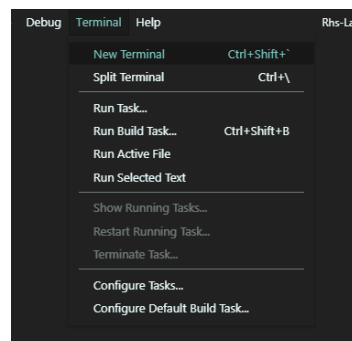 Debug Terminal Help Rhs-La
New Terminal Ctrl+Shift+`
Split Terminal Ctrl+\
Run Task...
Run Build Task... Ctrl+Shift+B
Run Active File
Run Selected Text
Show Running Tasks...
Restart Running Task...
Terminate Task...
Configure Tasks...
Configure Default Build Task...